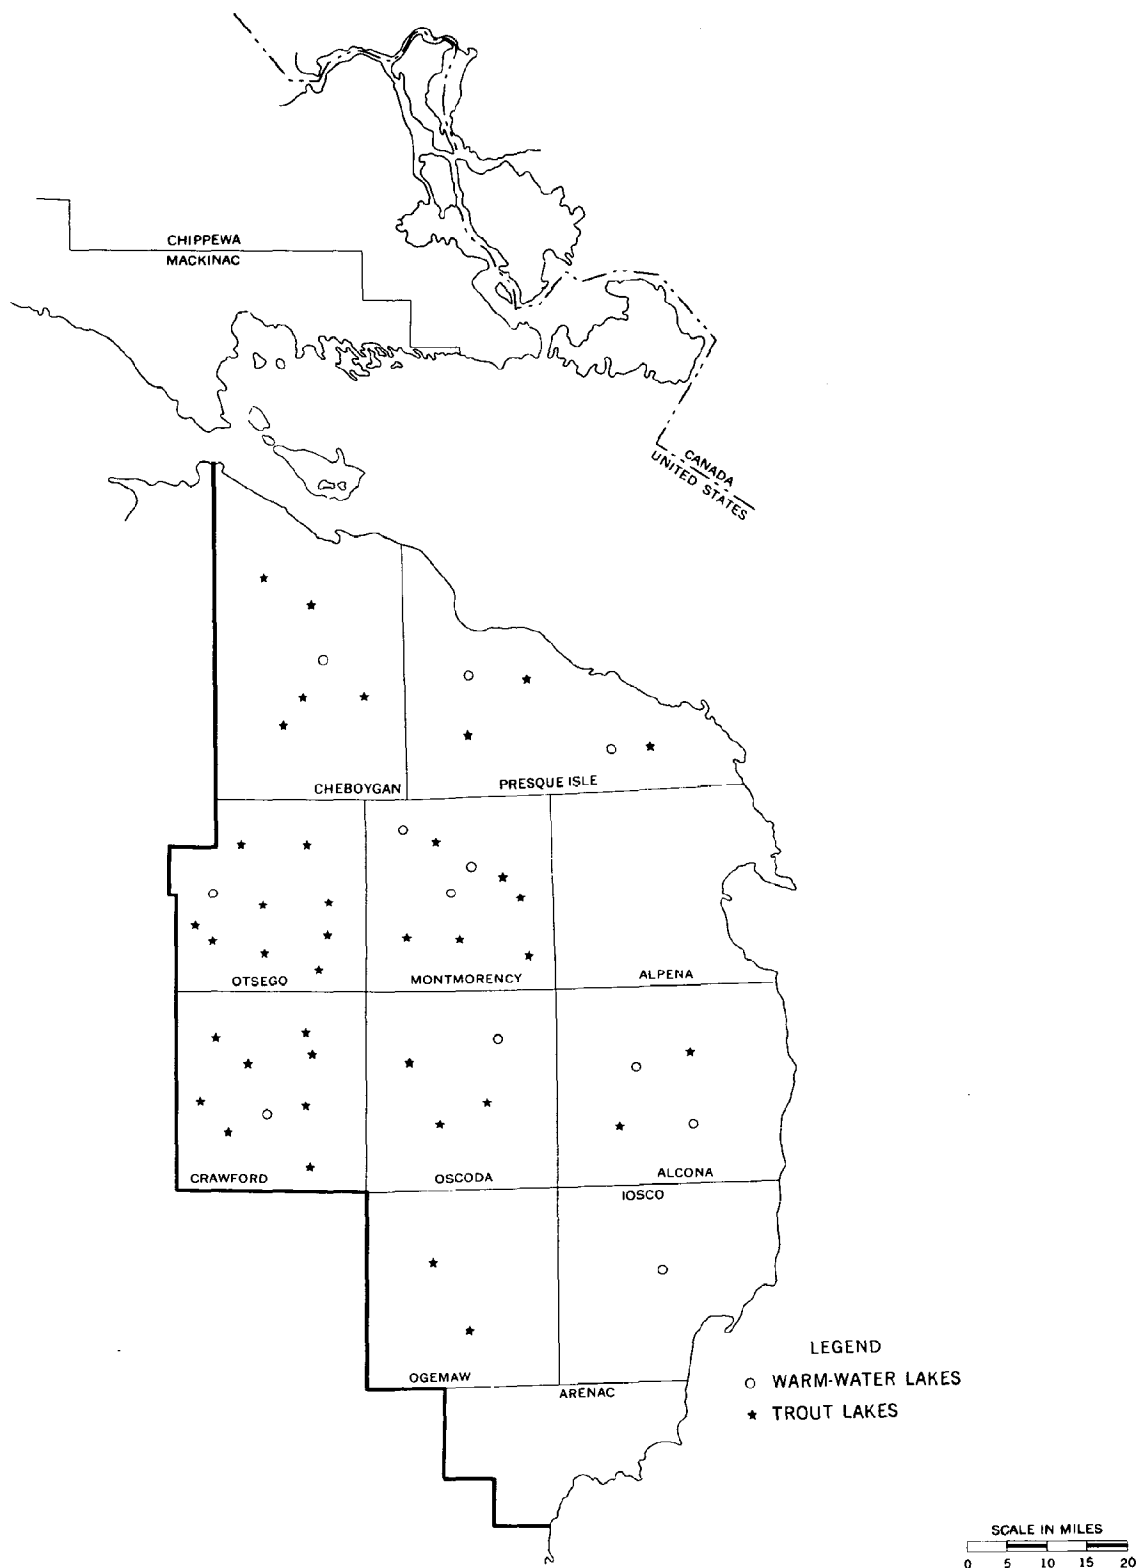 CHIPPEWA
MACKINAC
CANADA
UNITED STATES
CHEBOYGAN
PRESQUE ISLE
OTSEGO
MONTMORENCY
ALPENA
CRAWFORD
OSCODA
ALCONA
IOSCO
OGEMAW
ARENAC
LEGEND
WARM-WATER LAKES
TROUT LAKES
SCALE IN MILES
0 5 10 15 20